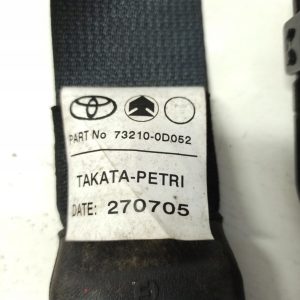 PART No 73210-0D052
TAKATA-PETRI
DATE: 270705